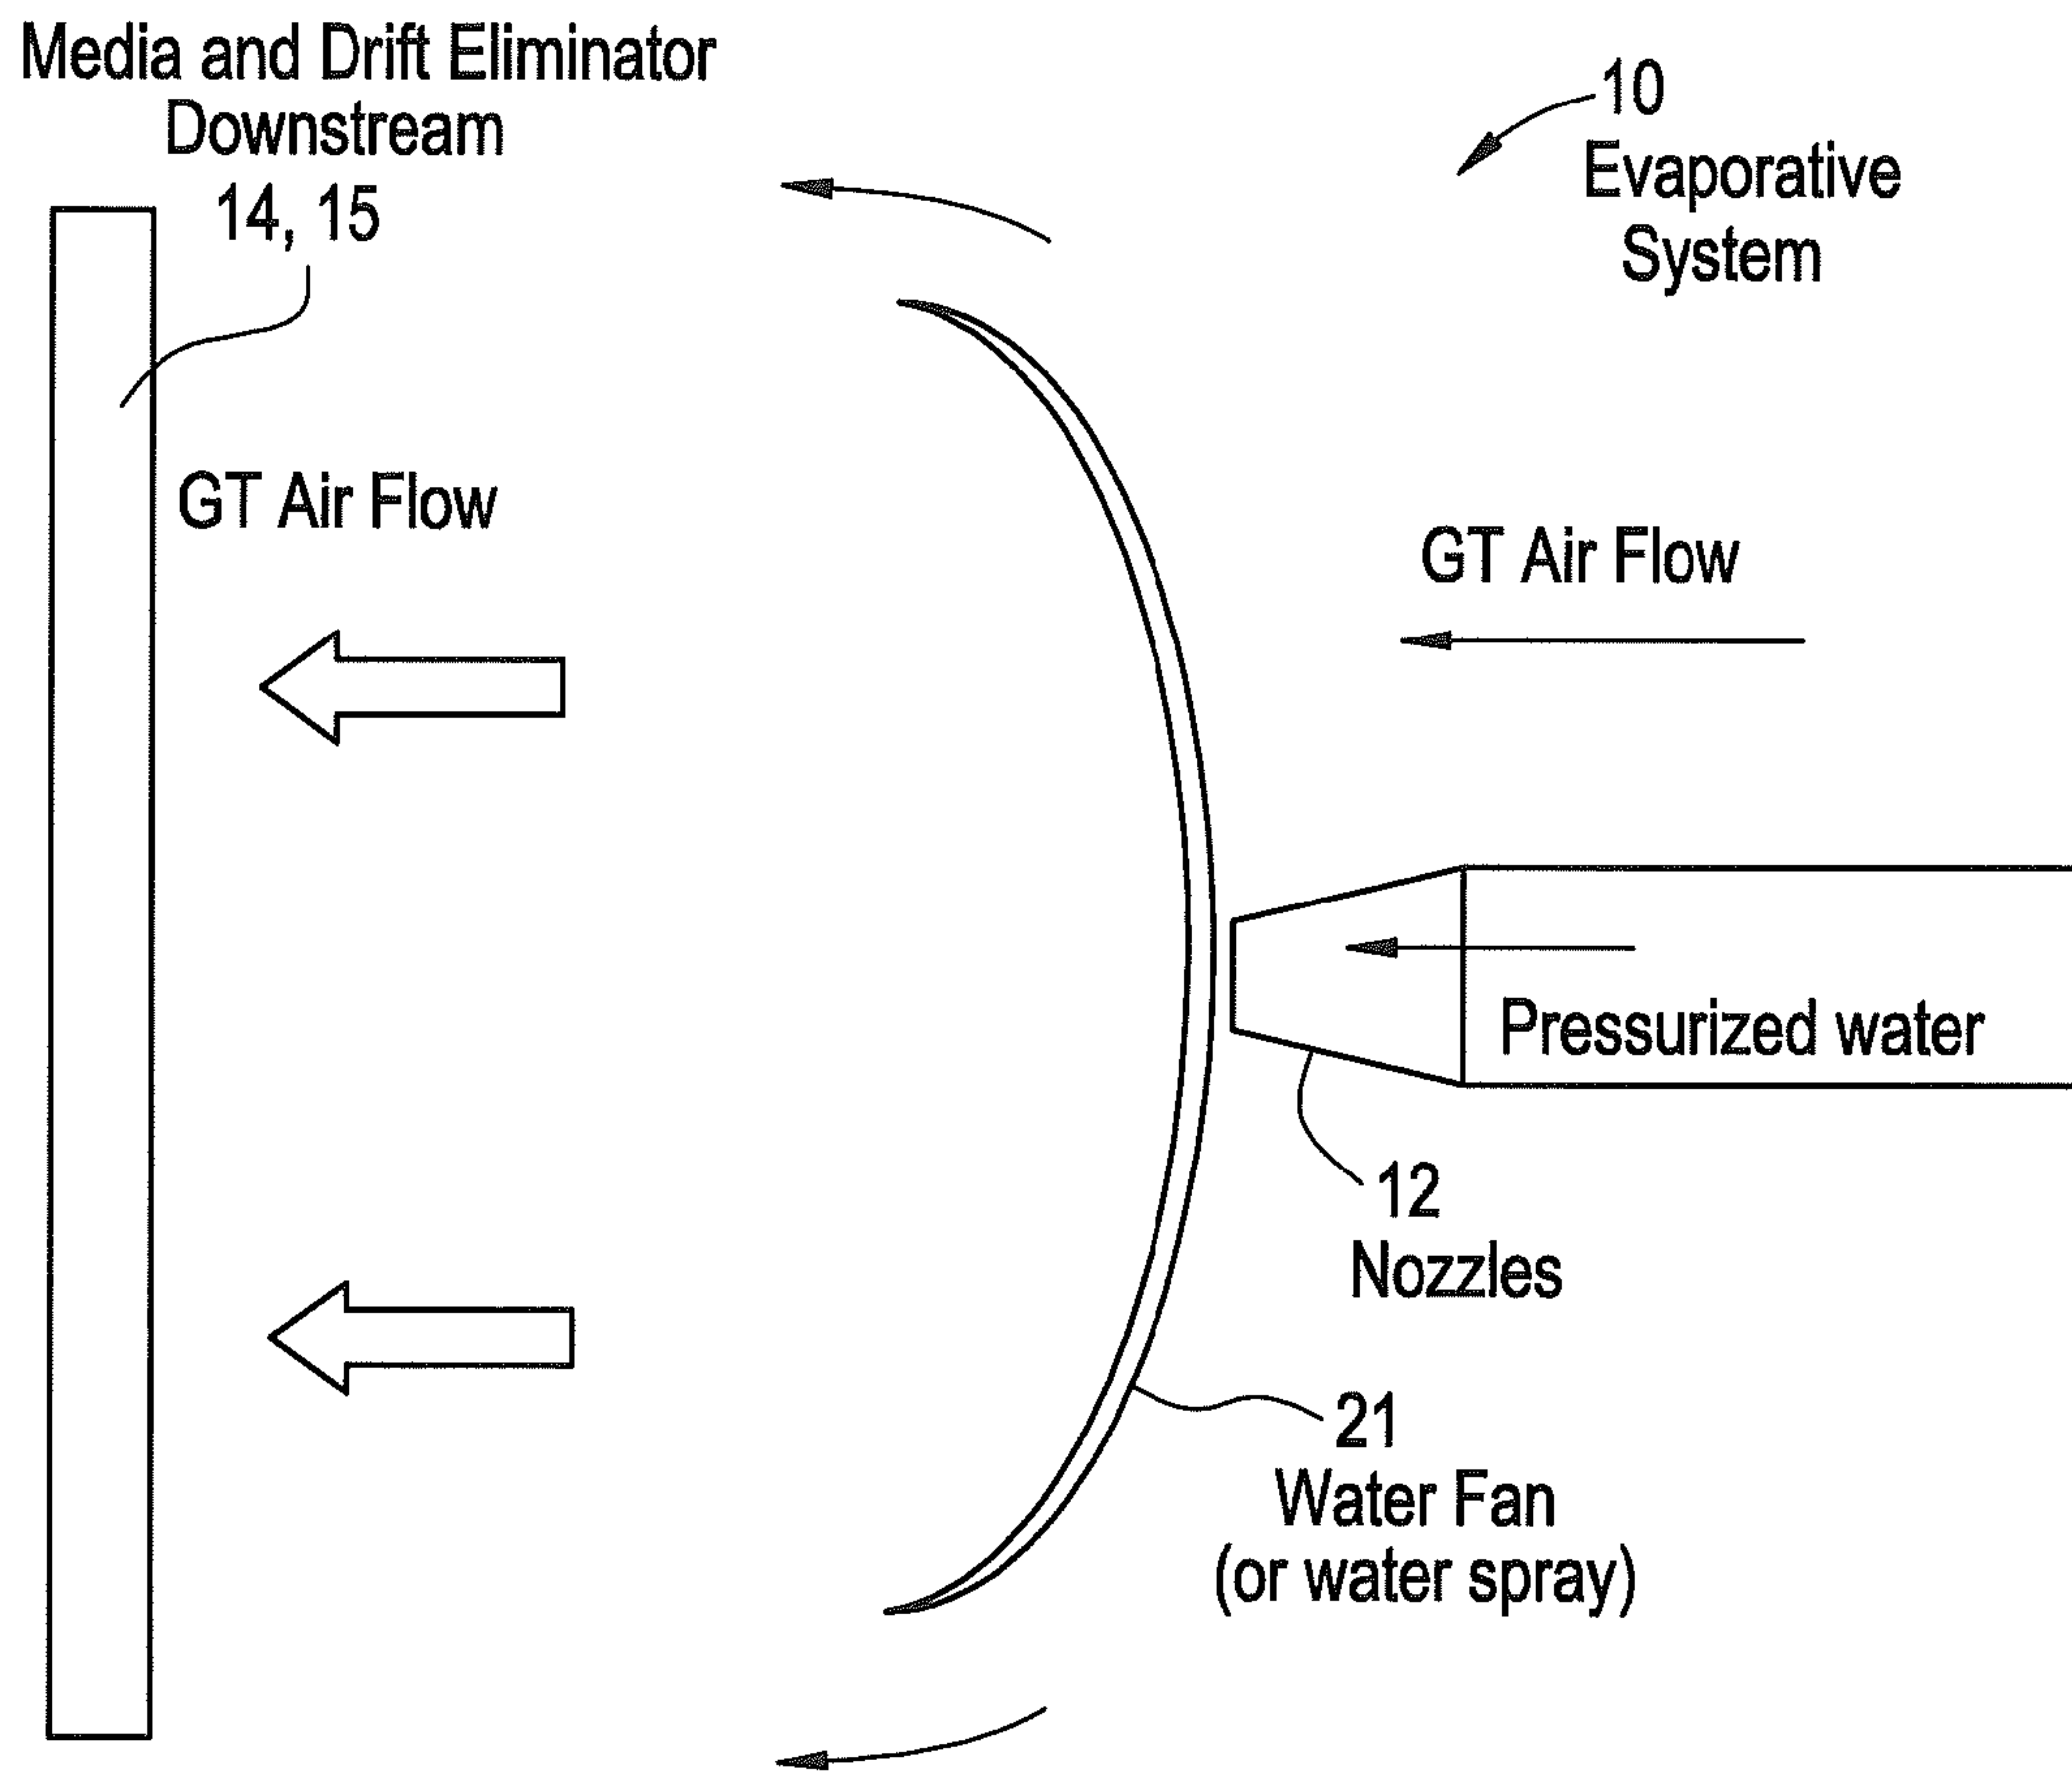 Media and Drift Eliminator
Downstream
14, 15
10
Evaporative
System
GT Air Flow
GT Air Flow
Pressurized water
12
Nozzles
21
Water Fan
(or water spray)